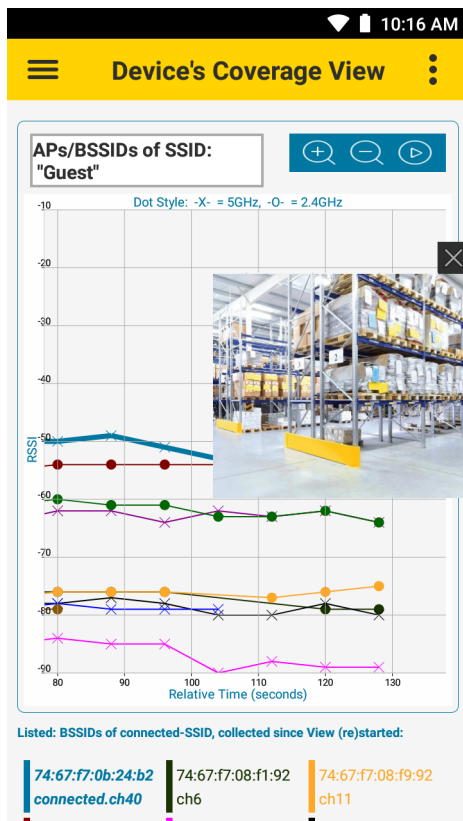 10:16 AM
Device's Coverage View
APs/BSSIDs of SSID:
"Guest"
Dot Style: -X- = 5GHz, -O- = 2.4GHz
-10
-20
-30
-40
-50
-60
-70
-80
-90
RSSI
80 90 100 110 120 130
Relative Time (seconds)
Listed: BSSIDs of connected-SSID, collected since View (re)started:
74:67:f7:0b:24:b2 74:67:f7:08:f1:92 74:67:f7:08:f9:92
connected.ch40 ch6 ch11